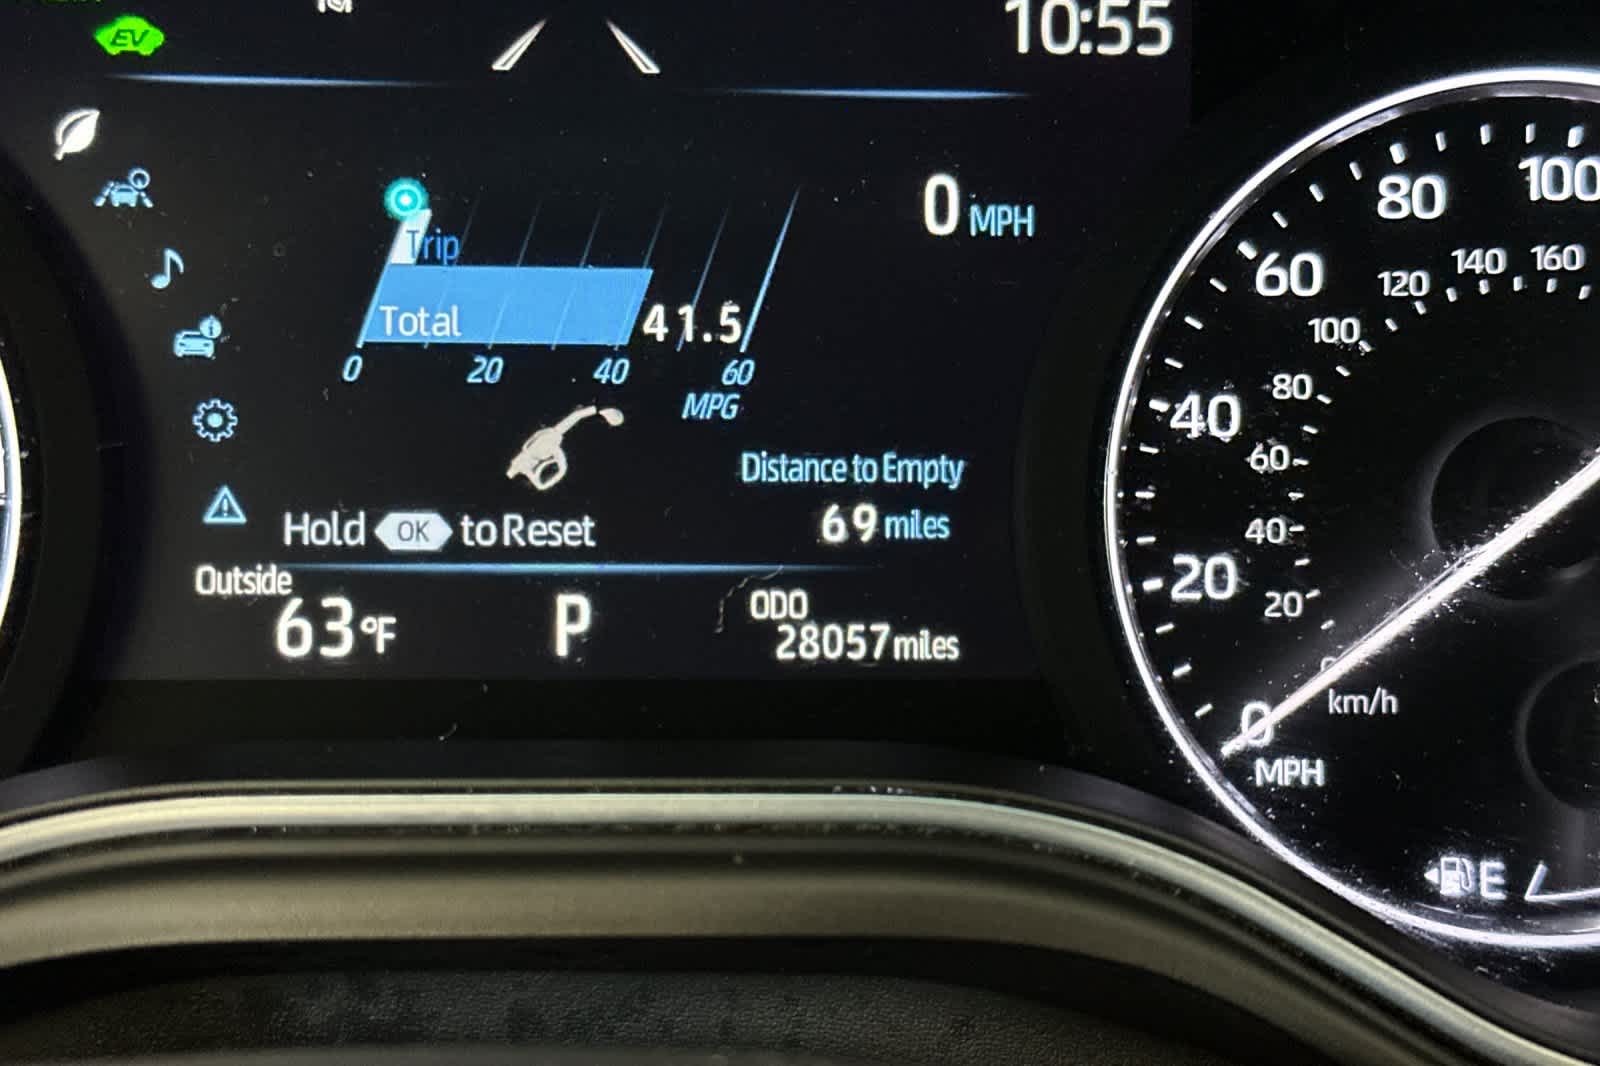 EV
10:55
0 MPH
Trip
Total 41.5
0 20 40 60
MPG
Distance to Empty
69 miles
Hold OK to Reset
Outside
63°F
P
ODO
28057 miles
100
80
60
40
20
0
MPH
160
140
120
100
80
60
40
20
km/h
E